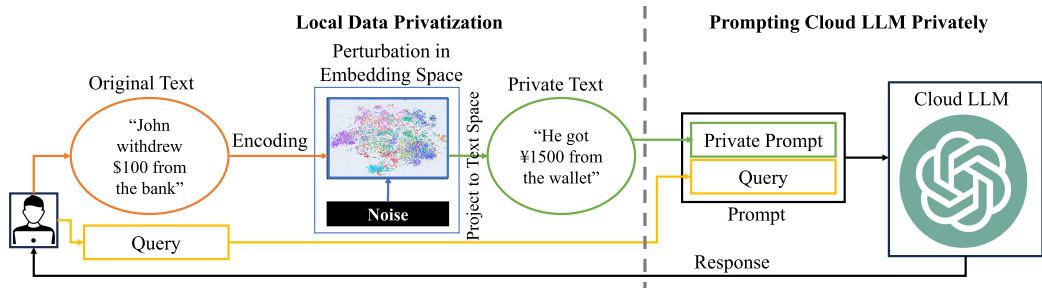 Local Data Privatization
Prompting Cloud LLM Privately
Original Text
“John
withdrew
$100 from
the bank”
Encoding
Perturbation in
Embedding Space
Noise
Project to Text Space
Private Text
“He got
¥1500 from
the wallet”
Private Prompt
Query
Prompt
Cloud LLM
Query
Response